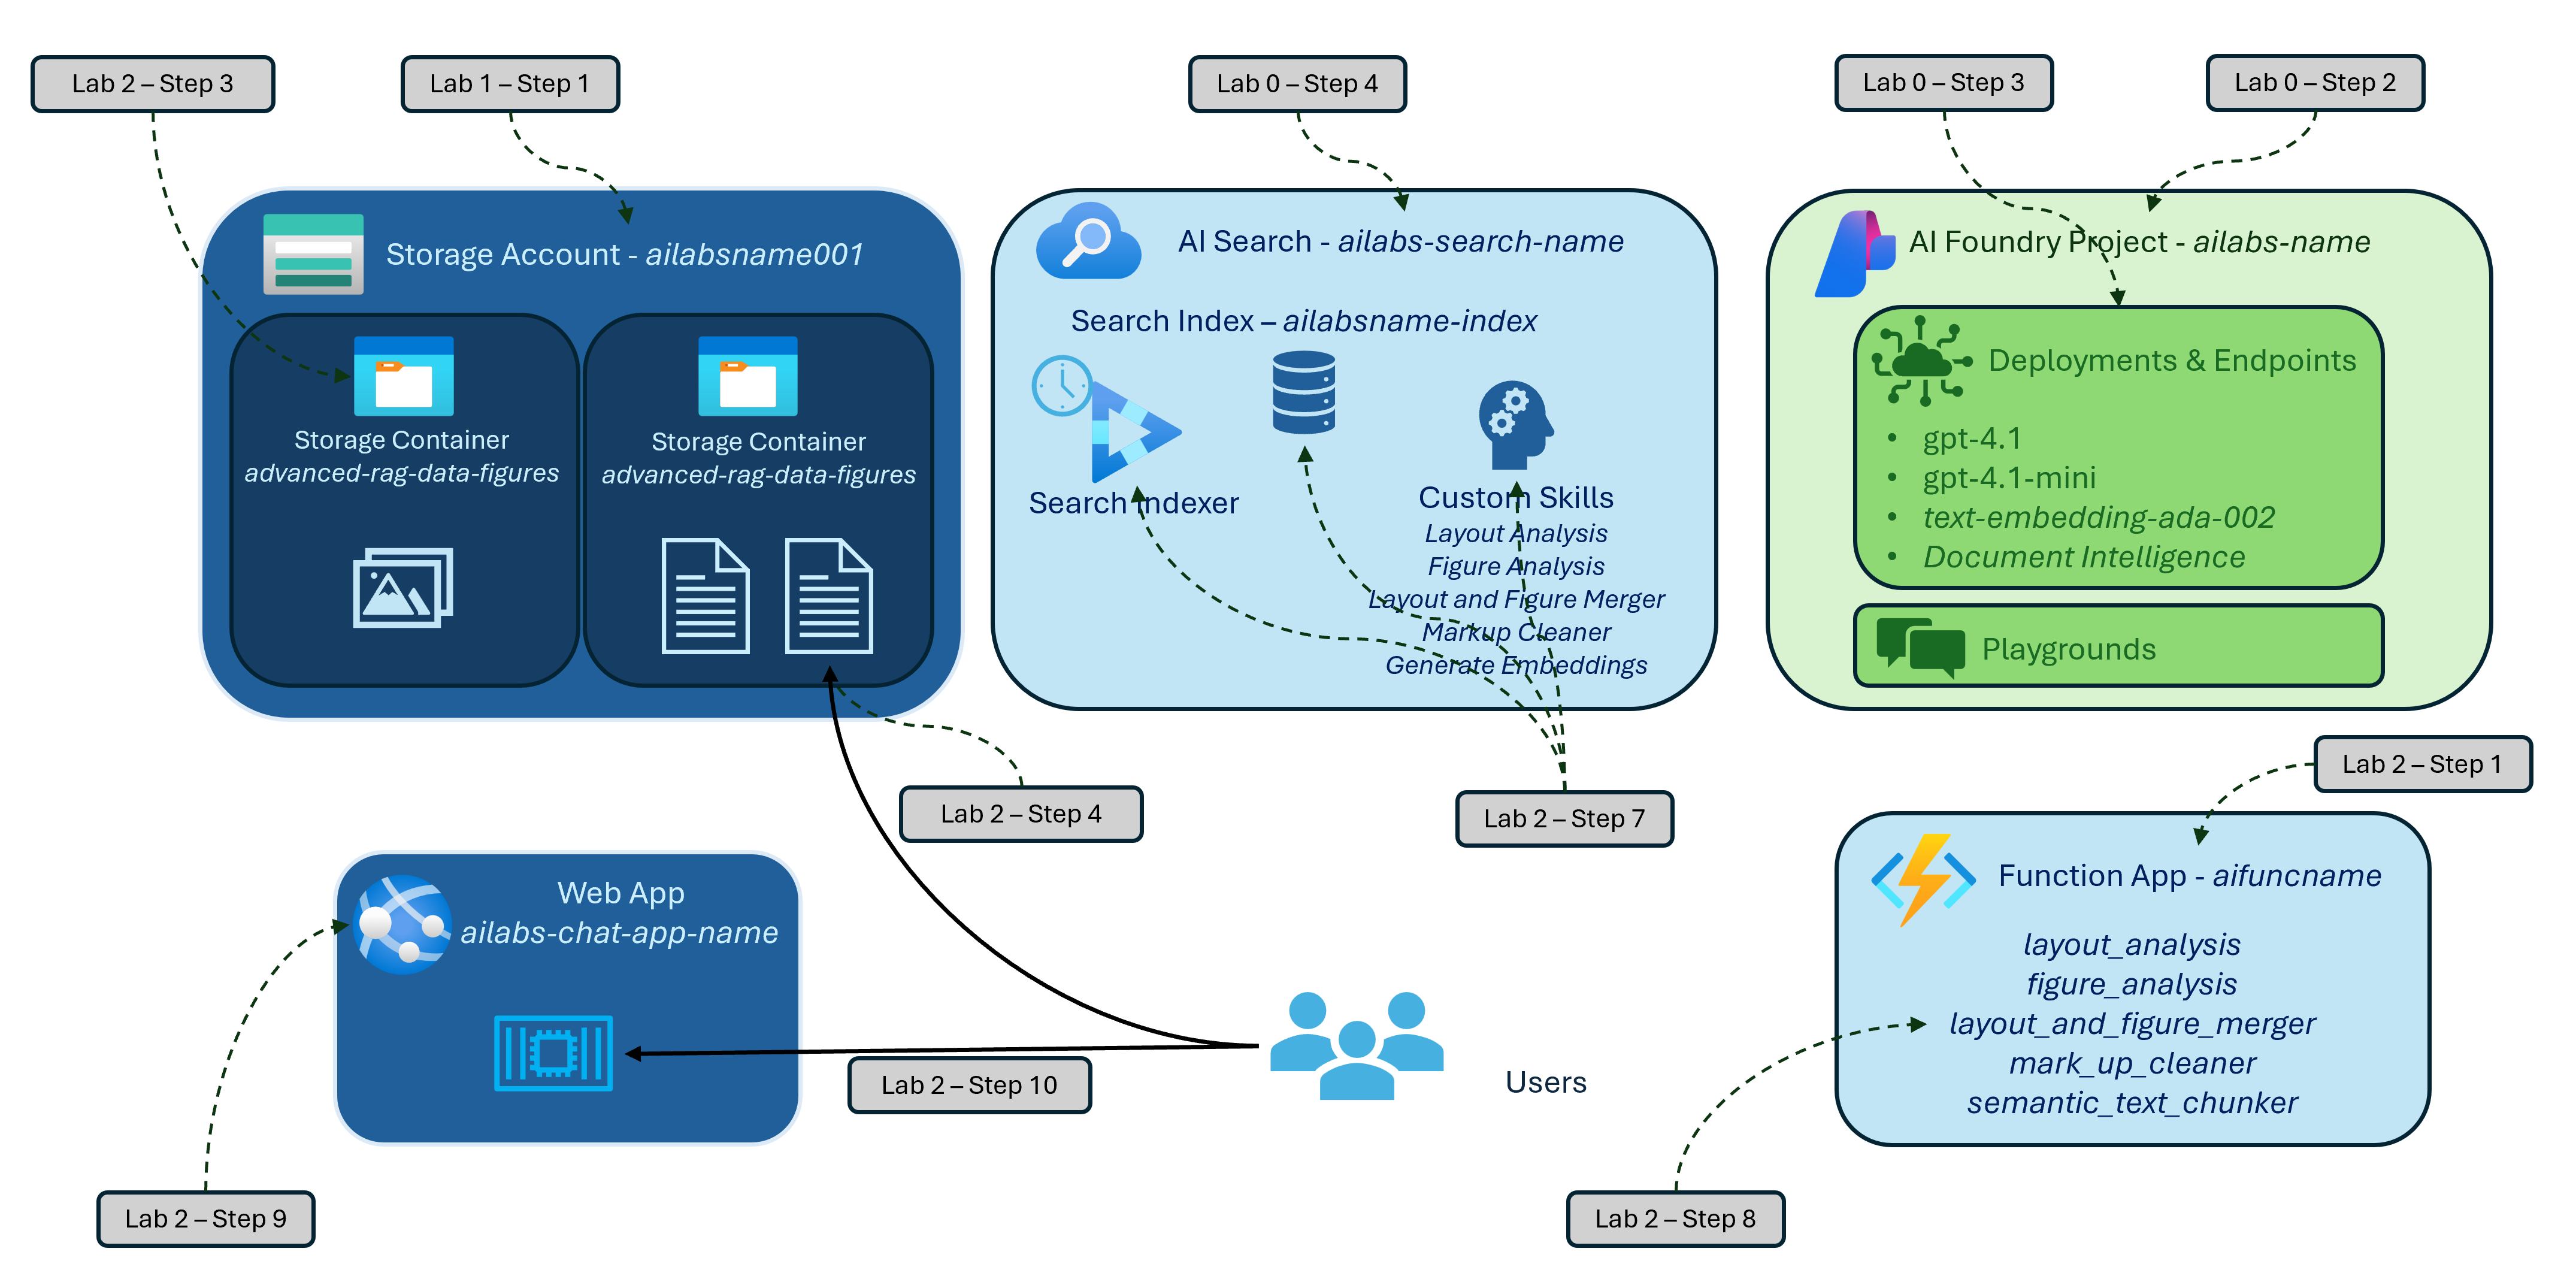 Lab 2 – Step 3
Lab 1 – Step 1
Lab 0 – Step 4
Lab 0 – Step 3
Lab 0 – Step 2
Storage Account - ailabsname001
Storage Container
advanced-rag-data-figures
Storage Container
advanced-rag-data-figures
AI Search - ailabs-search-name
Search Index – ailabsname-index
Search Indexer
Custom Skills
Layout Analysis
Figure Analysis
Layout and Figure Merger
Markup Cleaner
Generate Embeddings
AI Foundry Project - ailabs-name
Deployments & Endpoints
• gpt-4.1
• gpt-4.1-mini
• text-embedding-ada-002
• Document Intelligence
Playgrounds
Lab 2 – Step 4
Lab 2 – Step 7
Lab 2 – Step 1
Web App
ailabs-chat-app-name
Function App - aifuncname
layout_analysis
figure_analysis
layout_and_figure_merger
mark_up_cleaner
semantic_text_chunker
Lab 2 – Step 10
Users
Lab 2 – Step 9
Lab 2 – Step 8